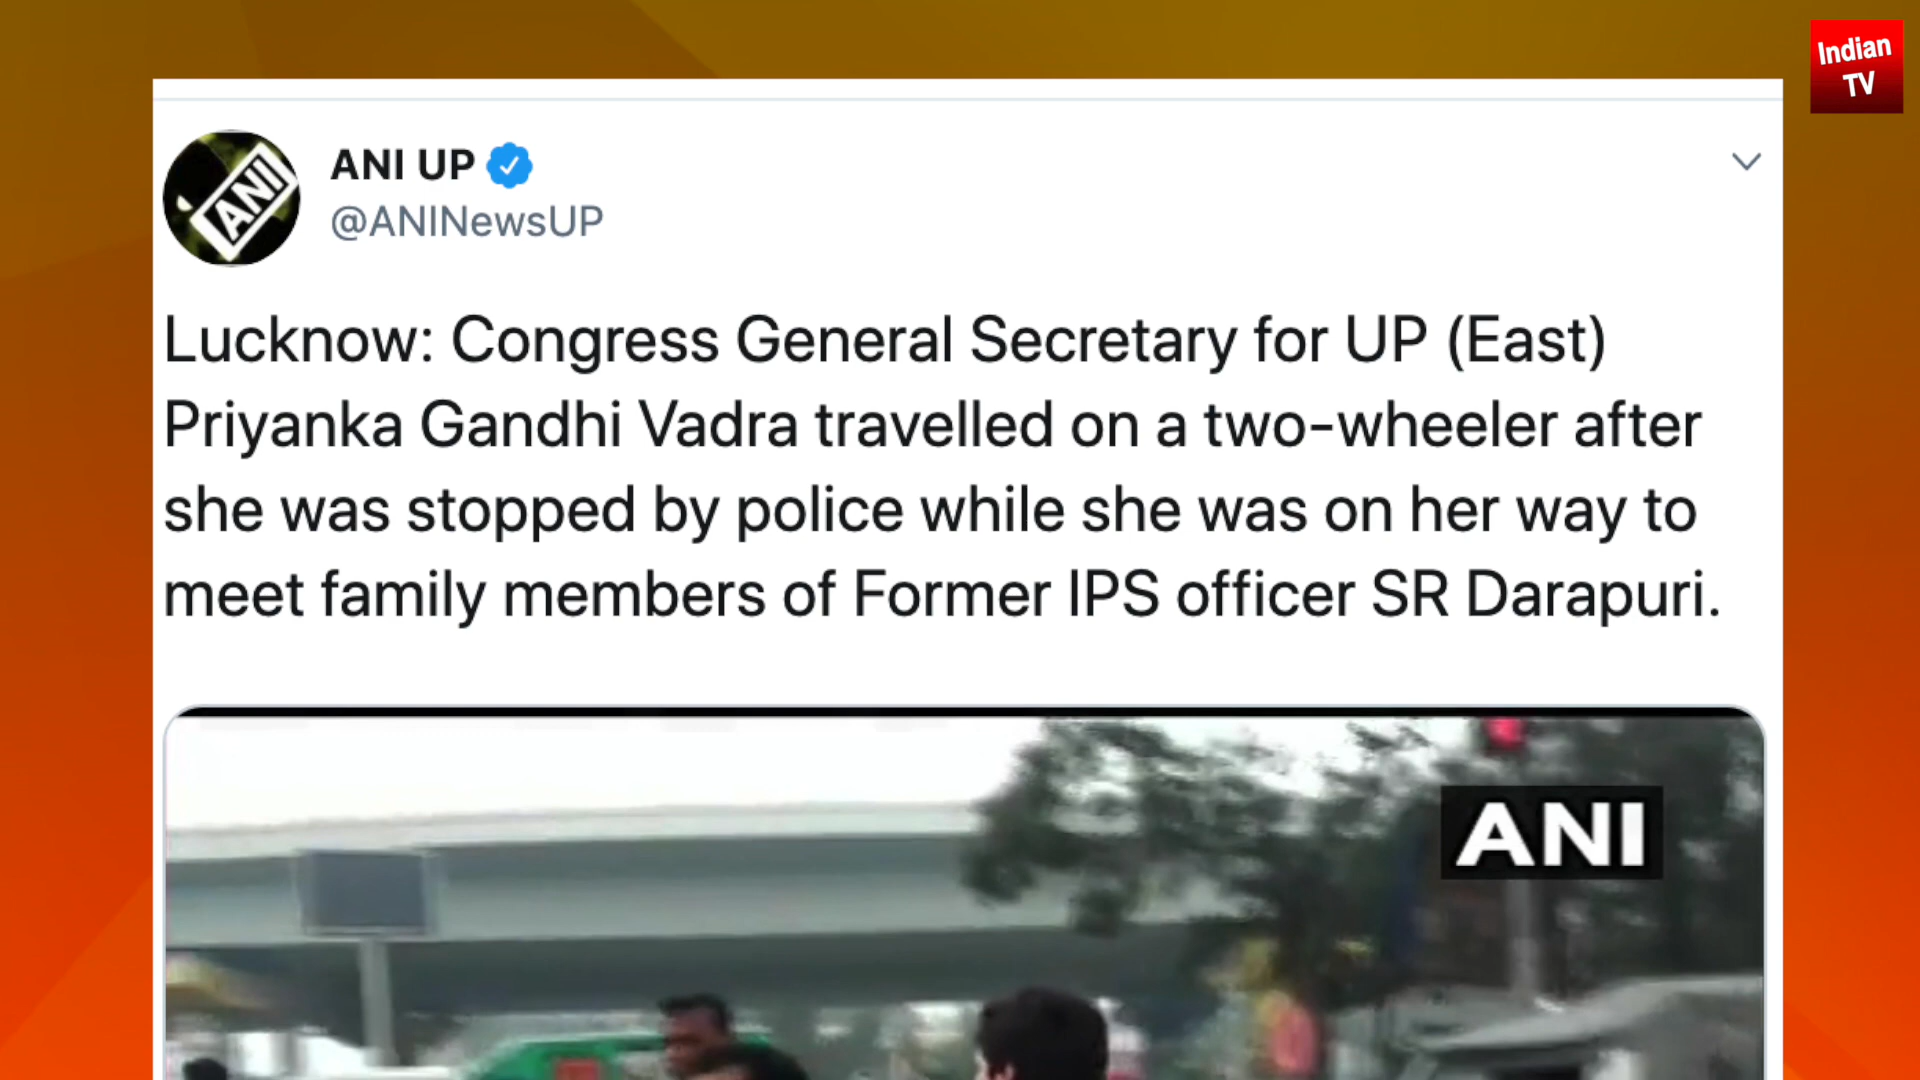 Indian
TV
ANI
ANI UP
@ANINewsUP
Lucknow: Congress General Secretary for UP (East)
Priyanka Gandhi Vadra travelled on a two-wheeler after
she was stopped by police while she was on her way to
meet family members of Former IPS officer SR Darapuri.
ANI